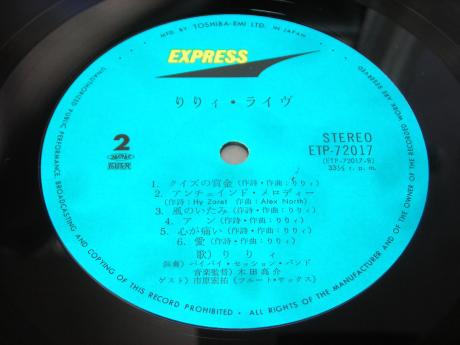 MFD. BY TOSHIBA-EMI LTD. IN JAPAN
EXPRESS
りりィ・ライヴ
2
STEREO
ETP-72017
(ETP-72017-B)
33⅓ r.p.m.
1. クイズの賞金(作詩・作曲:りりィ)
2. アンチェインド・メロディー
(作詩:Hy Zaret 作曲:Alex North)
3. 風のいたみ(作詩・作曲:りりィ)
4. アン(作詩・作曲:りりィ)
5. 心が痛い(作詩・作曲:りりィ)
6. 愛(作詩・作曲:りりィ)
歌)りりィ
(伝奏)バイバイ・セッション・バンド
音楽監督)木田高介
ゲスト)市原宏祐(フルート・サックス)
UNAUTHORIZED PUBLIC PERFORMANCE BROADCASTING AND COPYING OF THIS RECORD PROHIBITED · ALL RIGHTS OF THE MANUFACTURER AND OF THE OWNER OF THE RECORDED WORK ARE RESERVED